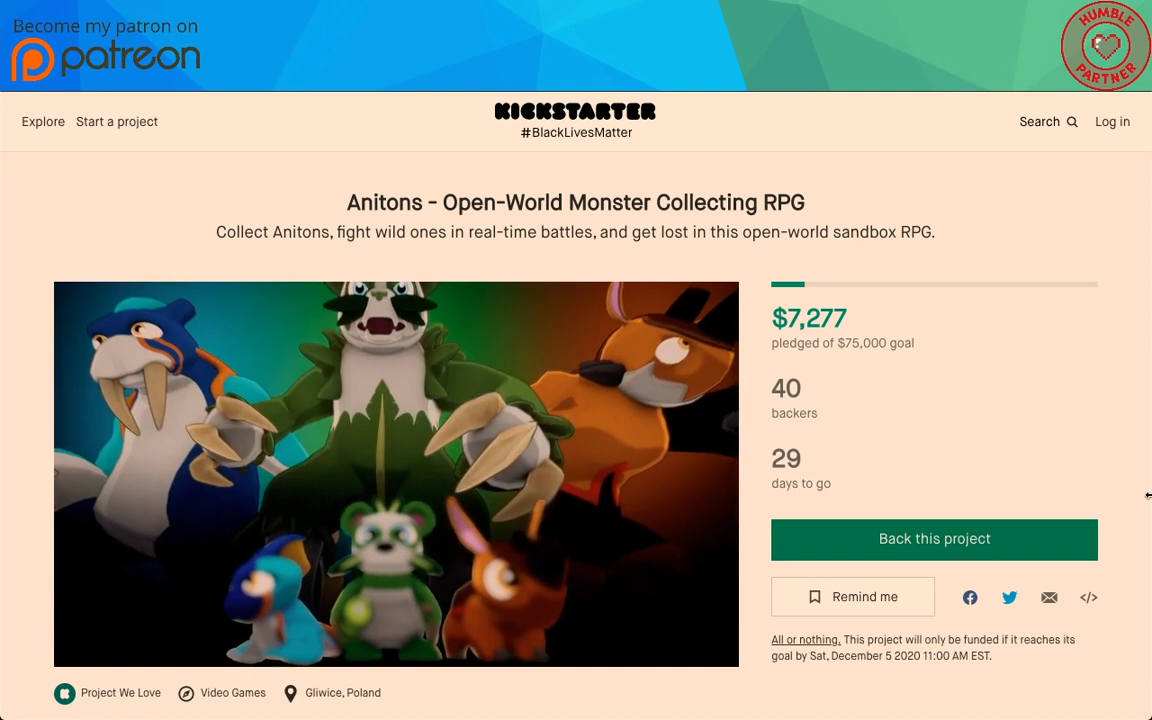 Become my patron on
patreon
HUMBLE
PARTNER
Explore Start a project
KICKSTARTER
#BlackLivesMatter
Search Log in
Anitons - Open-World Monster Collecting RPG
Collect Anitons, fight wild ones in real-time battles, and get lost in this open-world sandbox RPG.
$7,277
pledged of $75,000 goal
40
backers
29
days to go
Back this project
Remind me
</>
All or nothing. This project will only be funded if it reaches its
goal by Sat, December 5 2020 11:00 AM EST.
Project We Love Video Games Gliwice, Poland